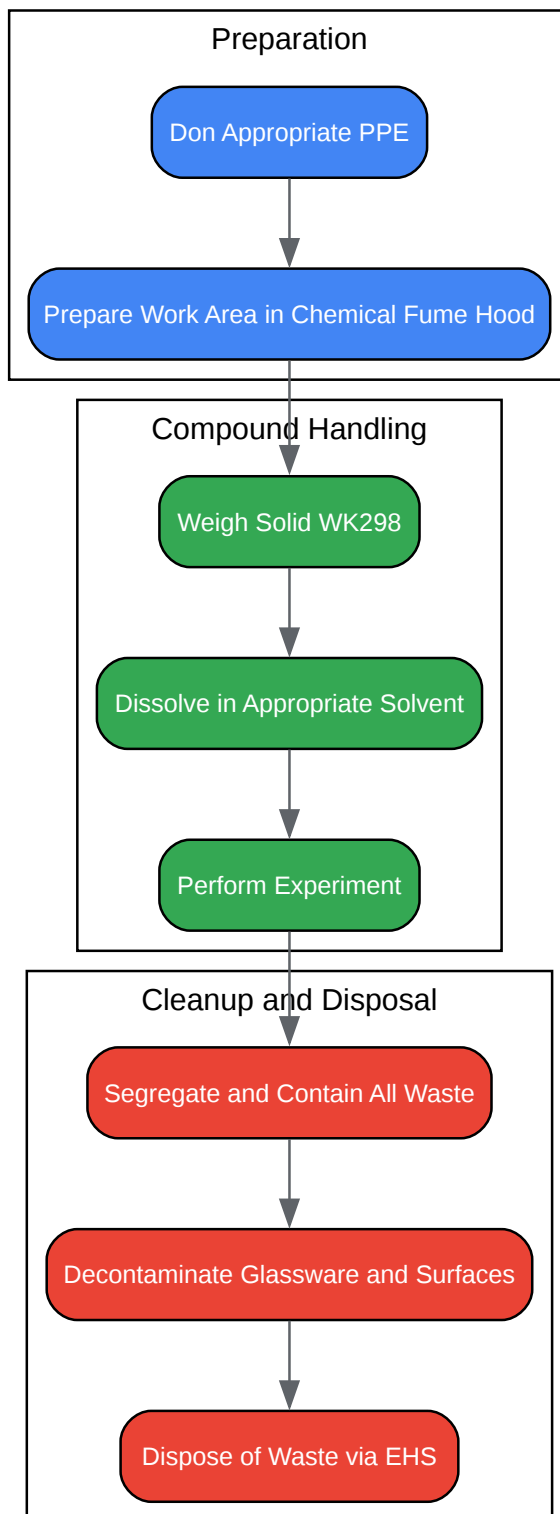 Preparation
Don Appropriate PPE
Prepare Work Area in Chemical Fume Hood
Compound Handling
Weigh Solid WK298
Dissolve in Appropriate Solvent
Perform Experiment
Cleanup and Disposal
Segregate and Contain All Waste
Decontaminate Glassware and Surfaces
Dispose of Waste via EHS